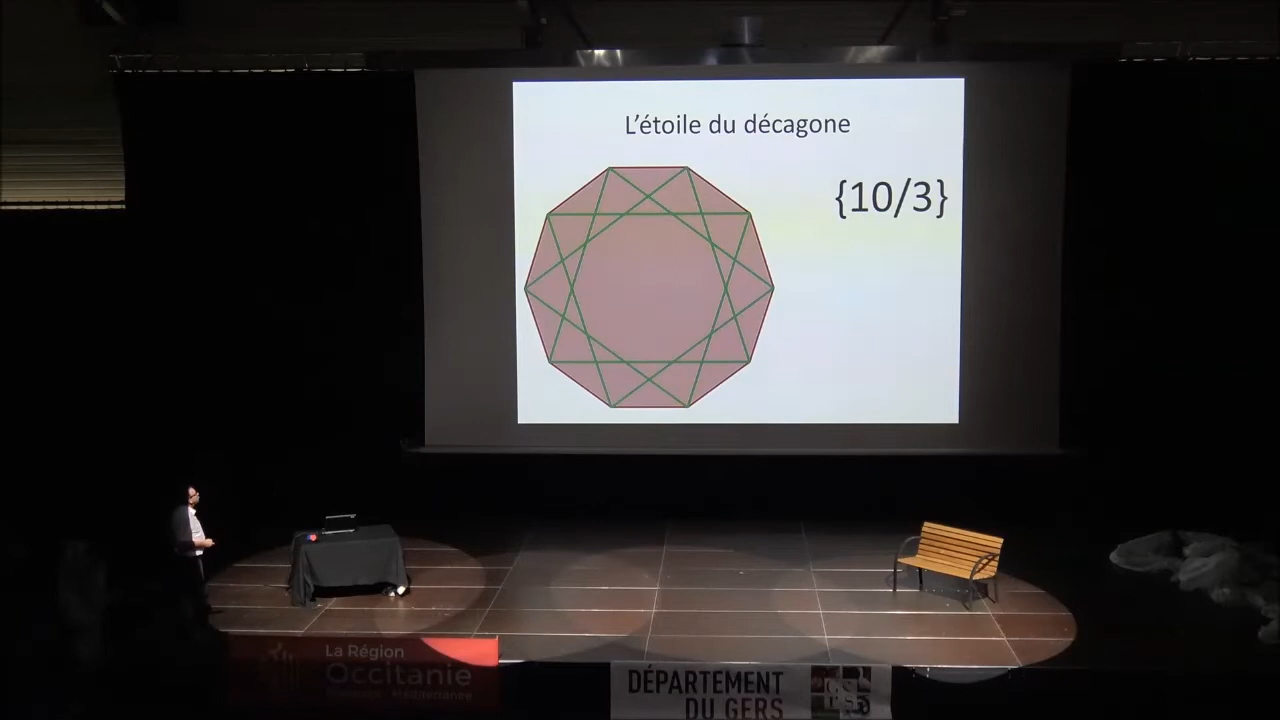 L'étoile du décagone
{10/3}
La Région
Occitanie
DÉPARTEMENT
DU GERS